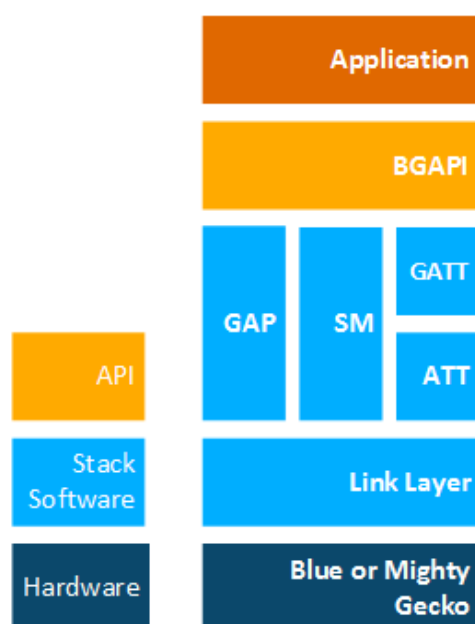 Application
BGAPI
GATT
GAP
SM
API
ATT
Stack
Software
Link Layer
Hardware
Blue or Mighty
Gecko